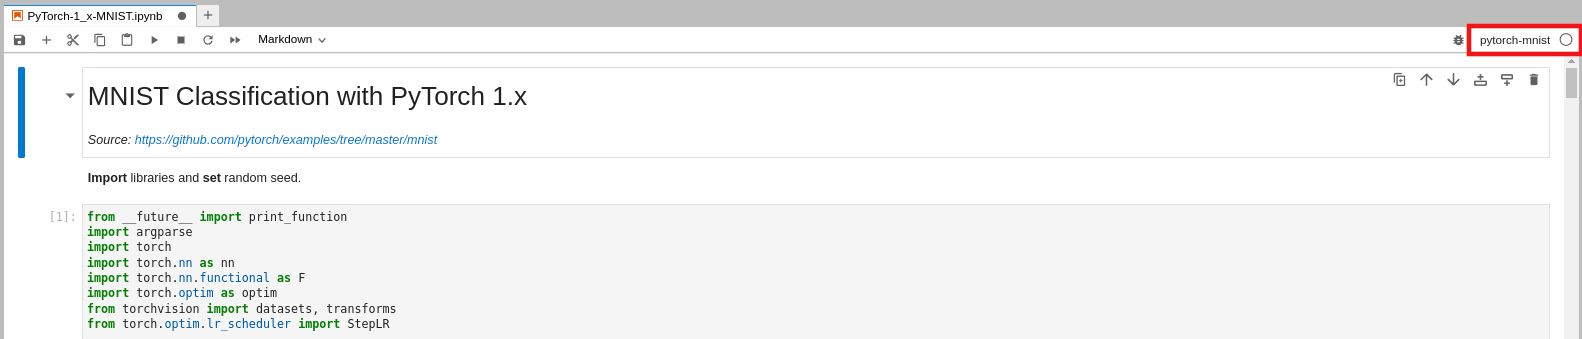 PyTorch-1_x-MNIST.ipynb
Markdown
pytorch-mnist
MNIST Classification with PyTorch 1.x
Source: https://github.com/pytorch/examples/tree/master/mnist
Import libraries and set random seed.
[1]:
from __future__ import print_function
import argparse
import torch
import torch.nn as nn
import torch.nn.functional as F
import torch.optim as optim
from torchvision import datasets, transforms
from torch.optim.lr_scheduler import StepLR